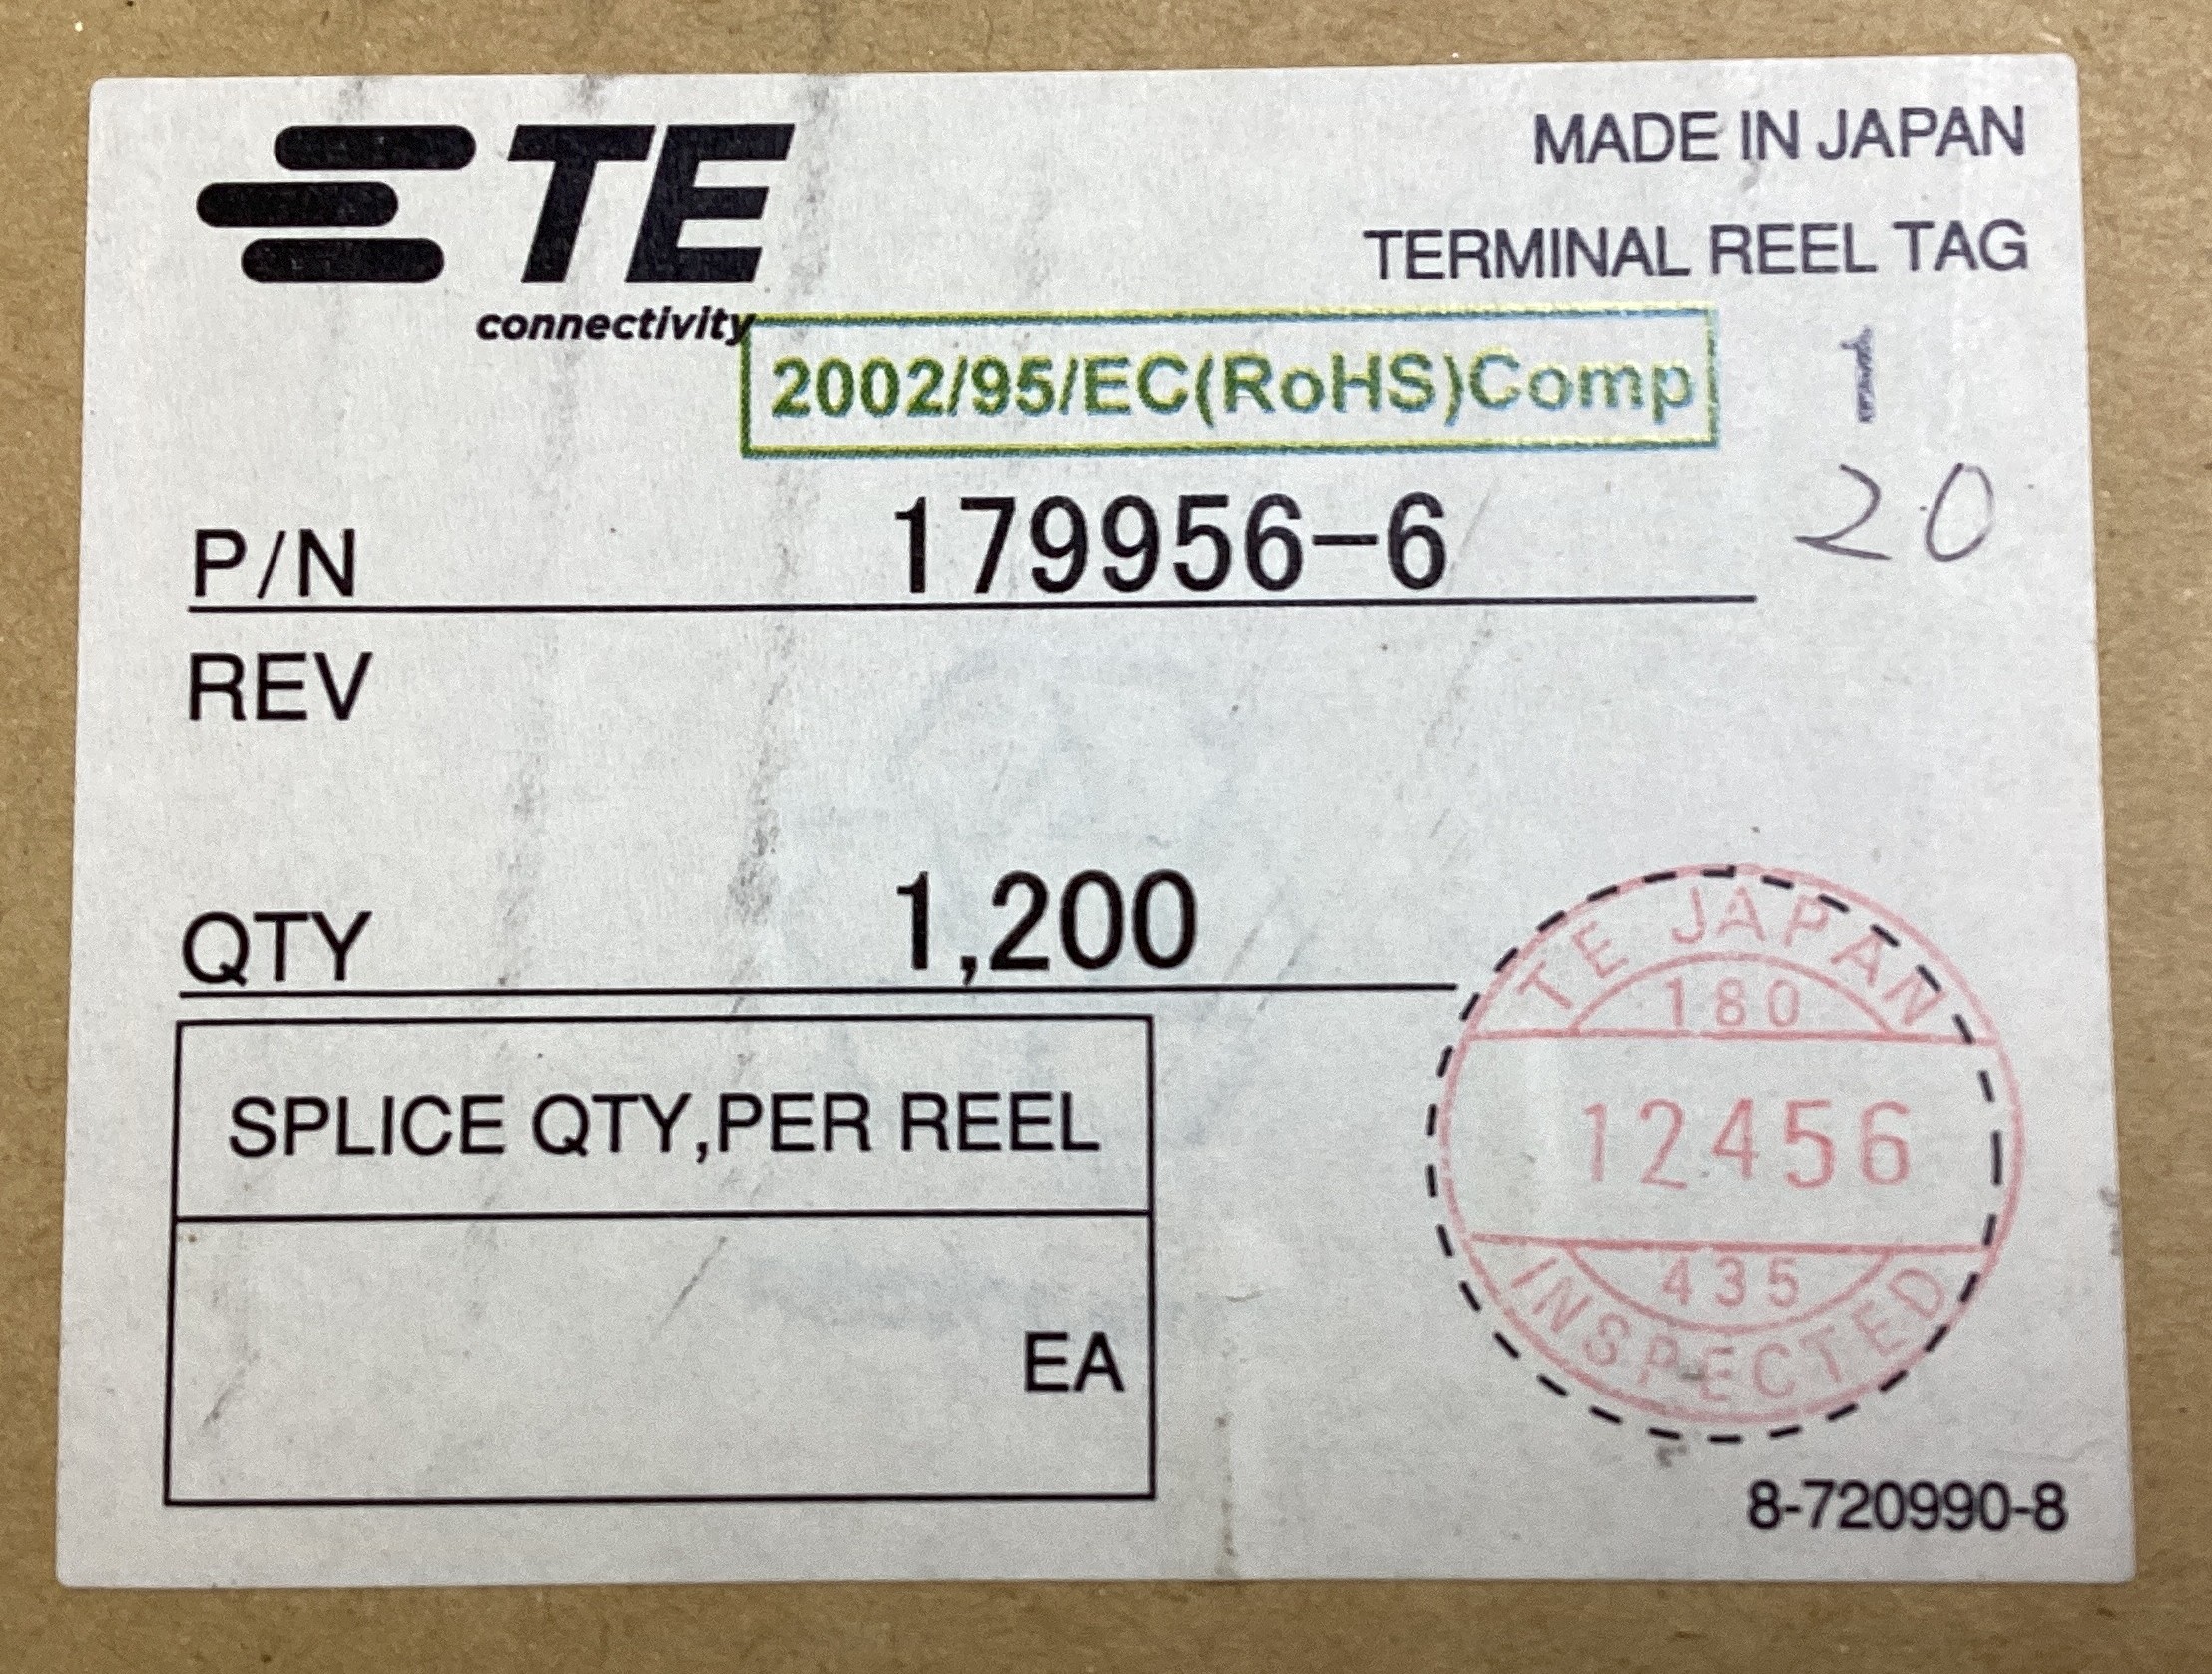 TE
connectivity
MADE IN JAPAN
TERMINAL REEL TAG
2002/95/EC(RoHS)Comp
1
20
P/N 179956-6
REV
QTY 1,200
SPLICE QTY,PER REEL
EA
TE JAPAN
180
12456
435
INSPECTED
8-720990-8